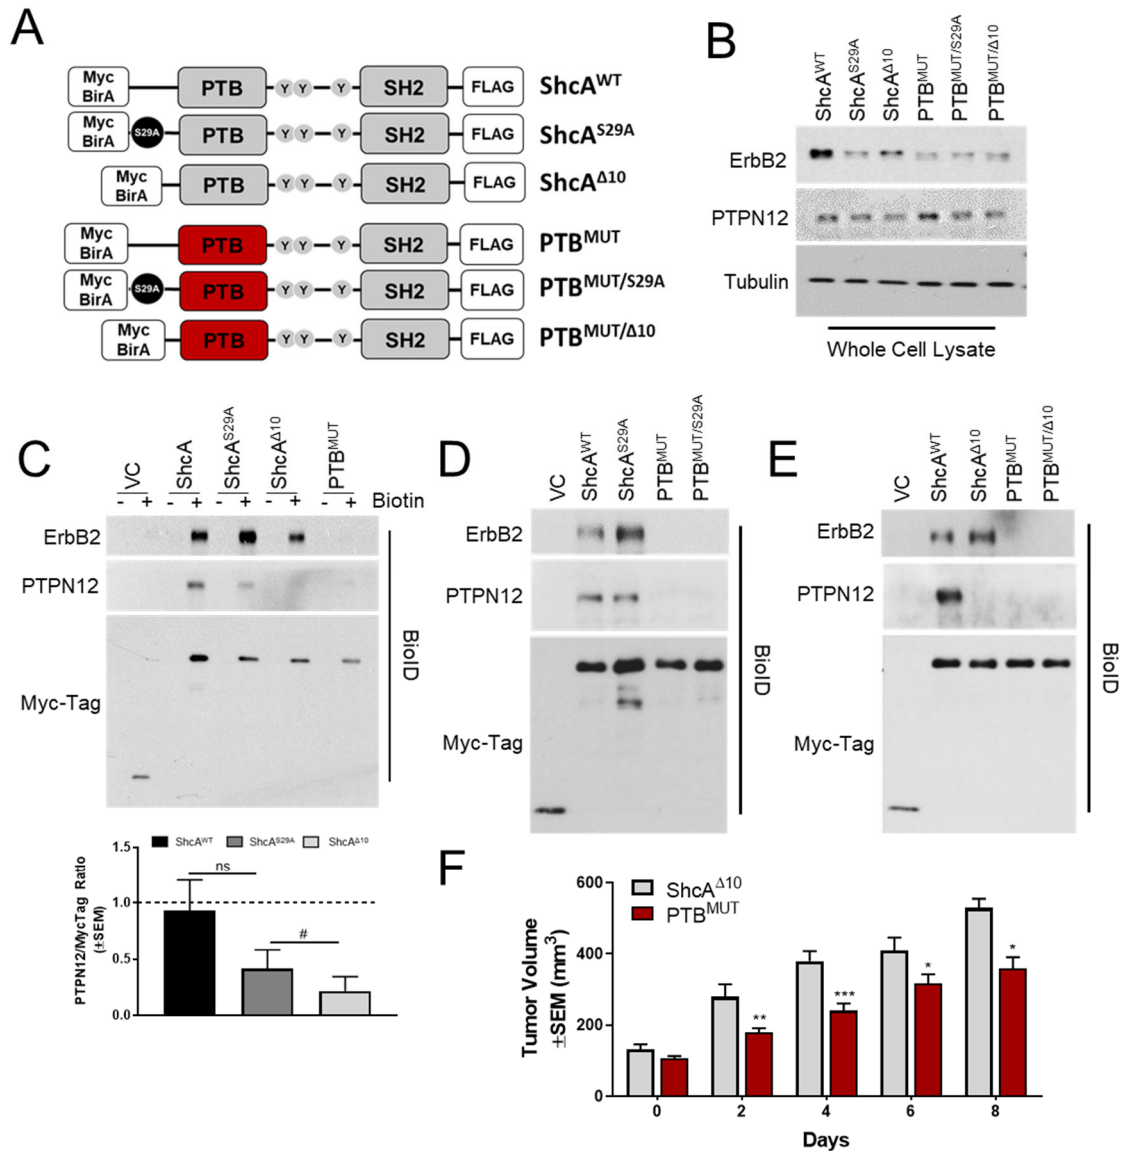 A
Myc BirA PTB Y Y Y SH2 FLAG ShcA^WT
Myc BirA S29A PTB Y Y Y SH2 FLAG ShcA^S29A
Myc BirA PTB Y Y Y SH2 FLAG ShcA^Δ10
Myc BirA PTB Y Y Y SH2 FLAG PTB^MUT
Myc BirA S29A PTB Y Y Y SH2 FLAG PTB^MUT/S29A
Myc BirA PTB Y Y Y SH2 FLAG PTB^MUT/Δ10
B
ShcA^WT ShcA^S29A ShcA^Δ10 PTB^MUT PTB^MUT/S29A PTB^MUT/Δ10
ErbB2
PTPN12
Tubulin
Whole Cell Lysate
C
VC ShcA ShcA^S29A ShcA^Δ10 PTB^MUT
- + - + - + - + - + Biotin
ErbB2
PTPN12
Myc-Tag
BioID
ShcA^WT ShcA^S29A ShcA^Δ10
PTPN12/MycTag Ratio
(±SEM)
1.5
1.0
0.5
0.0
ns
#
D
VC ShcA^WT ShcA^S29A PTB^MUT PTB^MUT/S29A
ErbB2
PTPN12
Myc-Tag
BioID
E
VC ShcA^WT ShcA^Δ10 PTB^MUT PTB^MUT/Δ10
ErbB2
PTPN12
Myc-Tag
BioID
F
ShcA^Δ10
PTB^MUT
Tumor Volume
±SEM (mm³)
600
400
200
0
**
***
*
*
0 2 4 6 8
Days